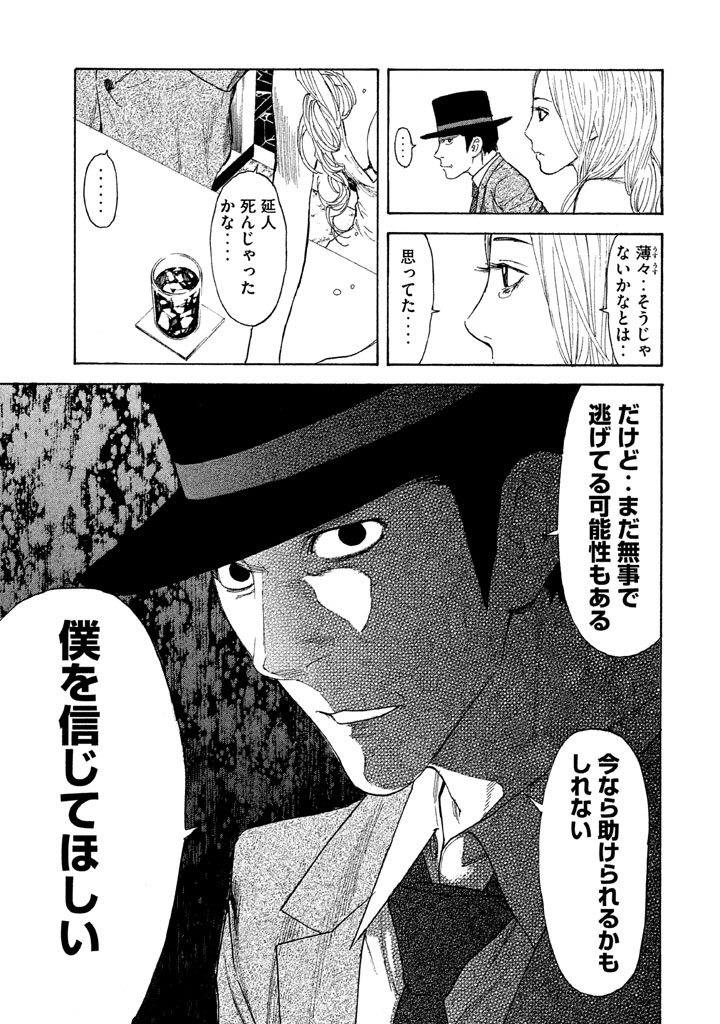 ‥‥
薄々‥そうじゃ
ないかなとは‥
思ってた‥‥
延人
死んじゃった
かな‥‥
‥‥‥
だけど‥まだ無事で
逃げてる可能性もある
今なら助けられるかも
しれない
僕を信じてほしい